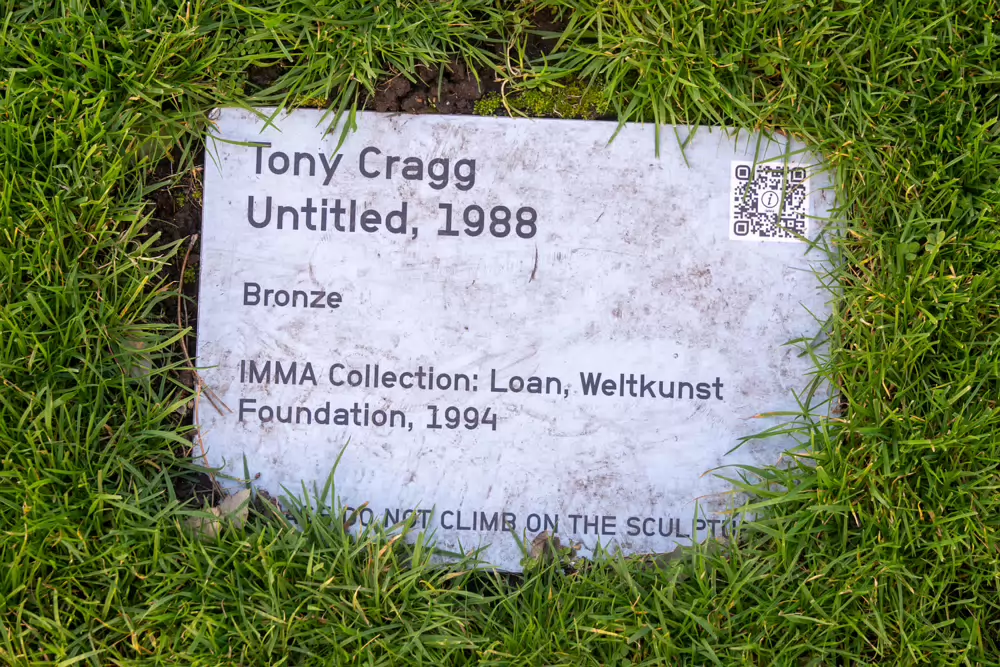 Tony Cragg
Untitled, 1988
Bronze
IMMA Collection: Loan, Weltkunst
Foundation, 1994
DO NOT CLIMB ON THE